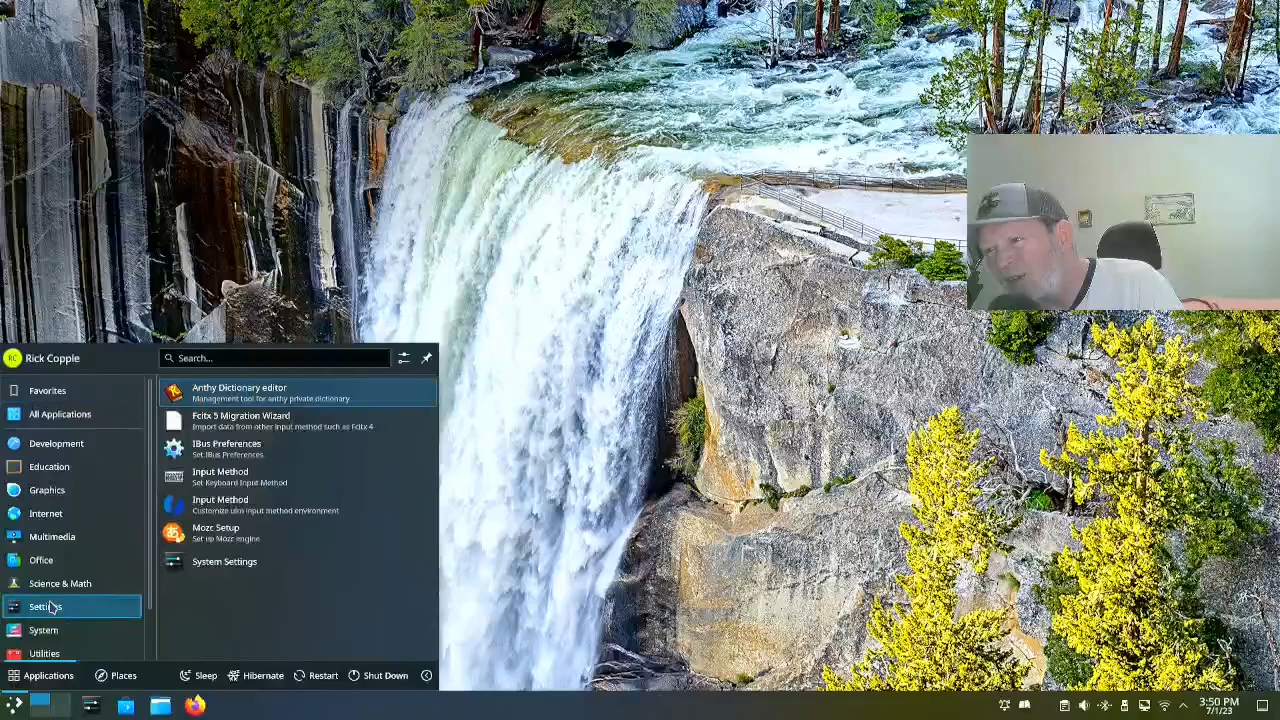 Rick Copple
Search...
Favorites
All Applications
Development
Education
Graphics
Internet
Multimedia
Office
Science & Math
Settings
System
Utilities
Anthy Dictionary editor
Management tool for anthy private dictionary
Fcitx 5 Migration Wizard
Import data from other input method such as Fcitx 4
IBus Preferences
Set IBus Preferences
Input Method
Set Keyboard Input Method
Input Method
Customize uim input method environment
Mozc Setup
Set up Mozc engine
System Settings
Applications
Places
Sleep
Hibernate
Restart
Shut Down
3:50 PM
7/1/23